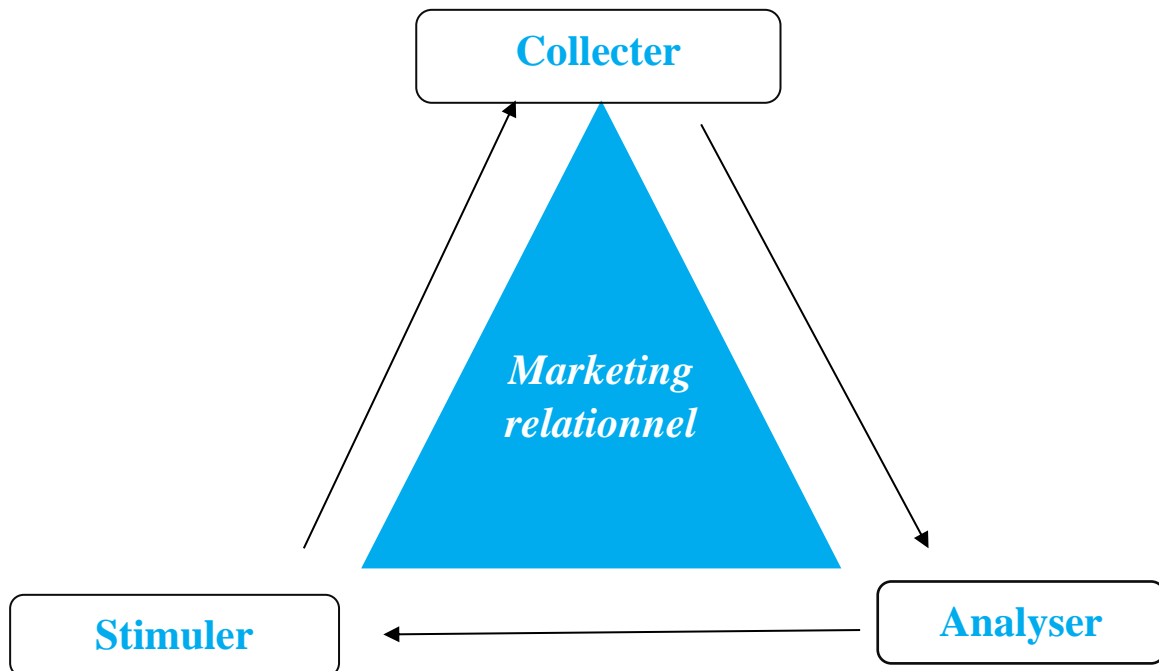 Collecter
Marketing
relationnel
Stimuler
Analyser